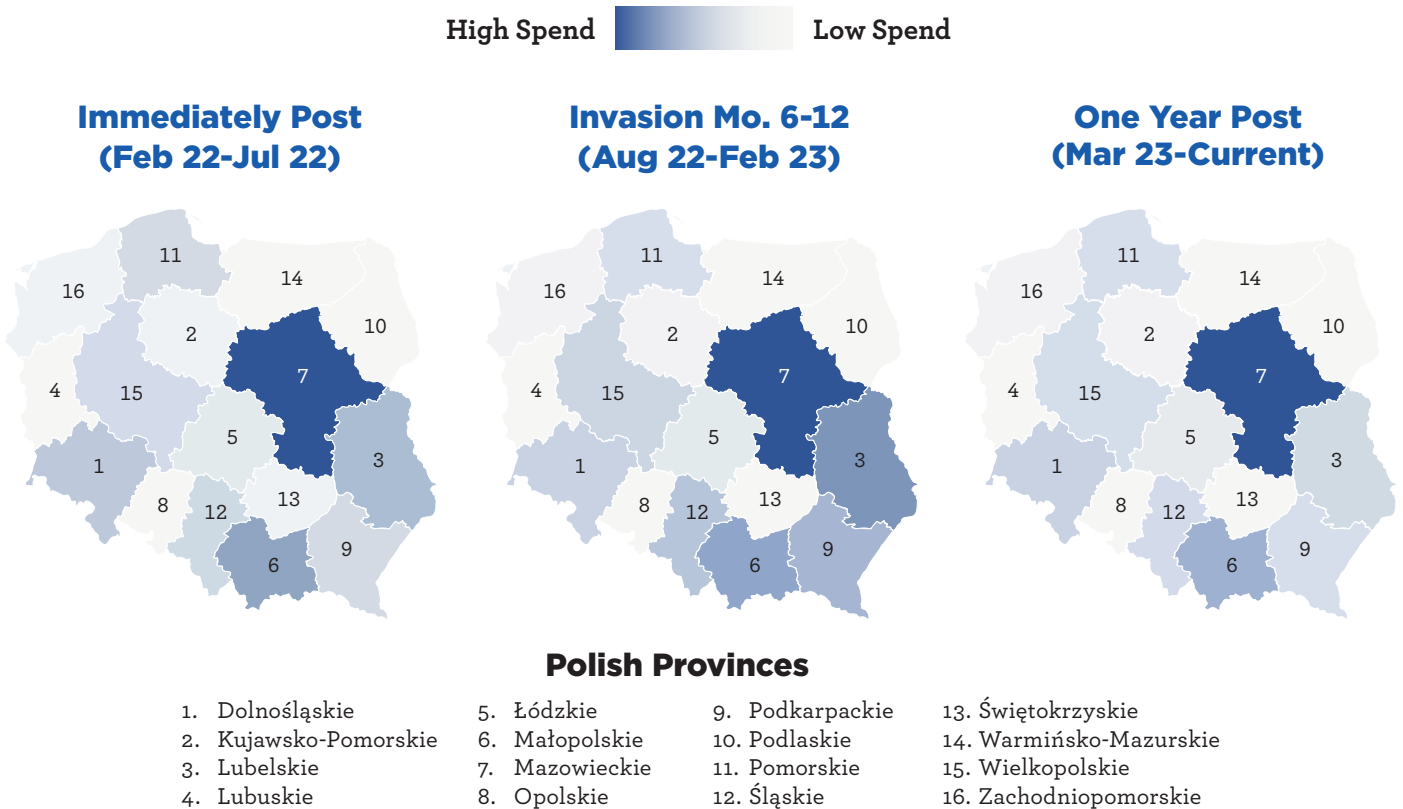 High Spend
Low Spend
Immediately Post
(Feb 22-Jul 22)
Invasion Mo. 6-12
(Aug 22-Feb 23)
One Year Post
(Mar 23-Current)
11
16
14
2
10
7
4
15
5
1
3
8
12
13
9
6
11
16
14
2
10
7
4
15
5
1
3
8
12
13
9
6
11
16
14
2
10
7
4
15
5
1
3
8
12
13
9
6
Polish Provinces
1. Dolnośląskie
2. Kujawsko-Pomorskie
3. Lubelskie
4. Lubuskie
5. Łódzkie
6. Małopolskie
7. Mazowieckie
8. Opolskie
9. Podkarpackie
10. Podlaskie
11. Pomorskie
12. Śląskie
13. Świętokrzyskie
14. Warmińsko-Mazurskie
15. Wielkopolskie
16. Zachodniopomorskie